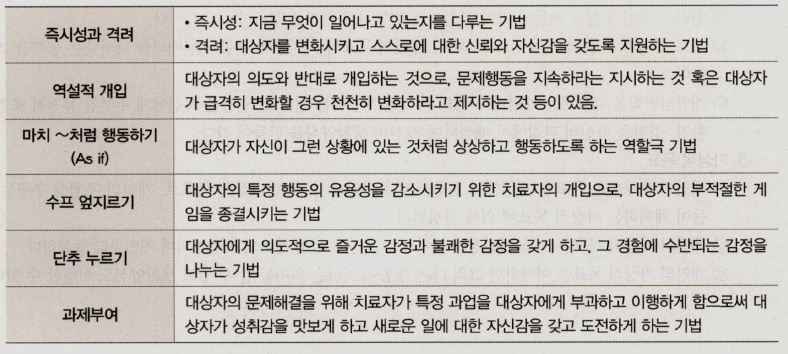 즉시성과 격려
• 즉시성: 지금 무엇이 일어나고 있는지를 다루는 기법
• 격려: 대상자를 변화시키고 스스로에 대한 신뢰와 자신감을 갖도록 지원하는 기법
역설적 개입
대상자의 의도와 반대로 개입하는 것으로, 문제행동을 지속하라는 지시하는 것 혹은 대상자
가 급격히 변화할 경우 천천히 변화하라고 제지하는 것 등이 있음.
마치 ~처럼 행동하기
(As if)
대상자가 자신이 그런 상황에 있는 것처럼 상상하고 행동하도록 하는 역할극 기법
수프 엎지르기
대상자의 특정 행동의 유용성을 감소시키기 위한 치료자의 개입으로, 대상자의 부적절한 게
임을 종결시키는 기법
단추 누르기
대상자에게 의도적으로 즐거운 감정과 불쾌한 감정을 갖게 하고, 그 경험에 수반되는 감정을
나누는 기법
과제부여
대상자의 문제해결을 위해 치료자가 특정 과업을 대상자에게 부과하고 이행하게 함으로써 대
상자가 성취감을 맛보게 하고 새로운 일에 대한 자신감을 갖고 도전하게 하는 기법